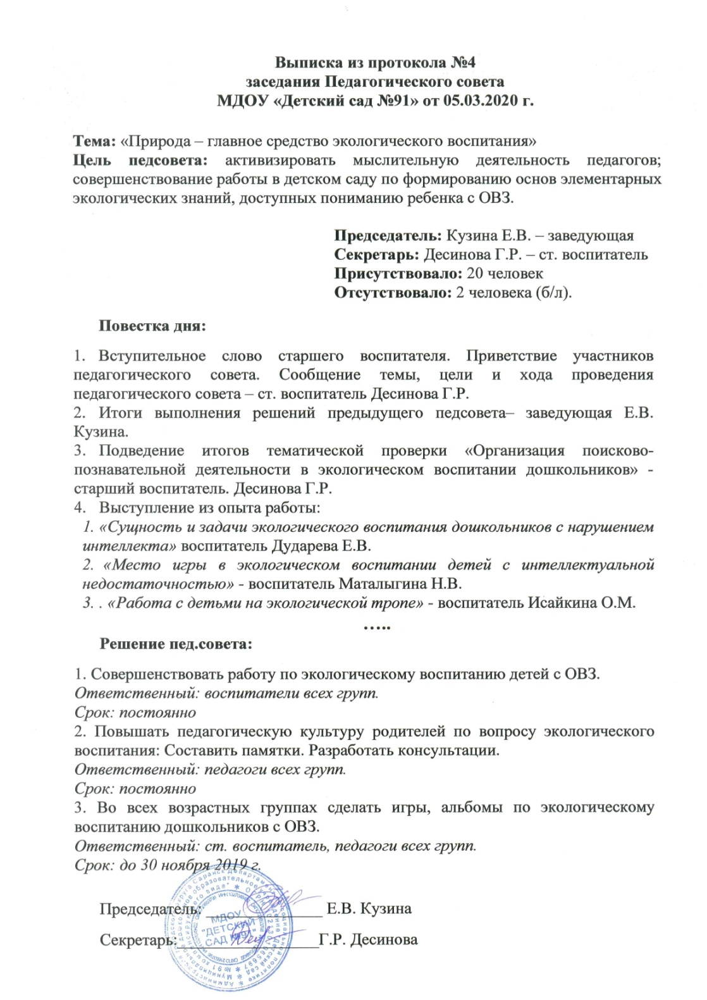 Выписка из протокола №4
заседания Педагогического совета
МДОУ «Детский сад №91» от 05.03.2020 г.
Тема: «Природа – главное средство экологического воспитания»
Цель педсовета: активизировать мыслительную деятельность педагогов;
совершенствование работы в детском саду по формированию основ элементарных
экологических знаний, доступных пониманию ребенка с ОВЗ.
Председатель: Кузина Е.В. – заведующая
Секретарь: Десинова Г.Р. – ст. воспитатель
Присутствовало: 20 человек
Отсутствовало: 2 человека (б/л).
Повестка дня:
1. Вступительное слово старшего воспитателя. Приветствие участников
педагогического совета. Сообщение темы, цели и хода проведения
педагогического совета – ст. воспитатель Десинова Г.Р.
2. Итоги выполнения решений предыдущего педсовета– заведующая Е.В.
Кузина.
3. Подведение итогов тематической проверки «Организация поисково-
познавательной деятельности в экологическом воспитании дошкольников» -
старший воспитатель. Десинова Г.Р.
4. Выступление из опыта работы:
1. «Сущность и задачи экологического воспитания дошкольников с нарушением
интеллекта» воспитатель Дударева Е.В.
2. «Место игры в экологическом воспитании детей с интеллектуальной
недостаточностью» - воспитатель Маталыгина Н.В.
3. . «Работа с детьми на экологической тропе» - воспитатель Исайкина О.М.
…..
Решение пед.совета:
1. Совершенствовать работу по экологическому воспитанию детей с ОВЗ.
Ответственный: воспитатели всех групп.
Срок: постоянно
2. Повышать педагогическую культуру родителей по вопросу экологического
воспитания: Составить памятки. Разработать консультации.
Ответственный: педагоги всех групп.
Срок: постоянно
3. Во всех возрастных группах сделать игры, альбомы по экологическому
воспитанию дошкольников с ОВЗ.
Ответственный: ст. воспитатель, педагоги всех групп.
Срок: до 30 ноября 2019 г.
Председатель: ______________ Е.В. Кузина
Секретарь:_________________Г.Р. Десинова
МДОУ
"ДЕТСКИЙ
САД №91"